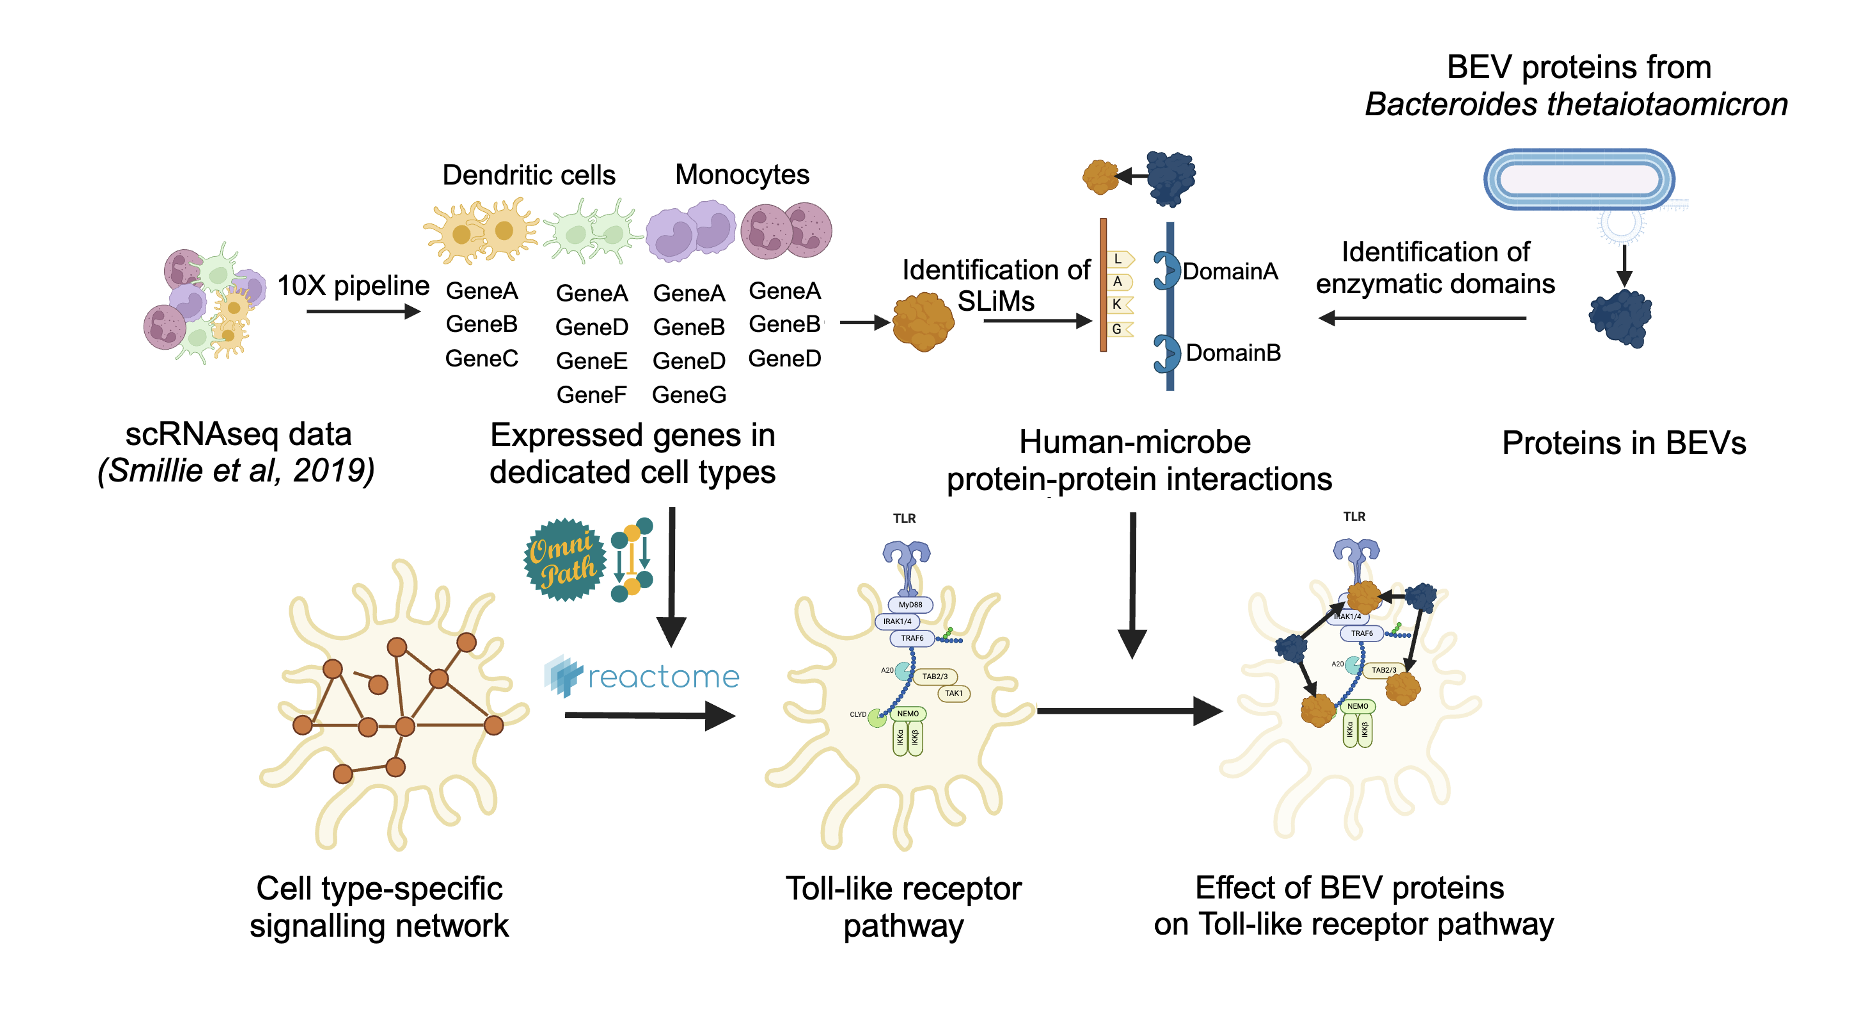 BEV proteins from
Bacteroides thetaiotaomicron
Dendritic cells
Monocytes
10X pipeline
GeneA
GeneB
GeneC
GeneA
GeneD
GeneE
GeneF
GeneA
GeneB
GeneD
GeneG
GeneA
GeneB
GeneD
Identification of
SLiMs
L
A
K
G
DomainA
DomainB
Identification of
enzymatic domains
scRNAseq data
(Smillie et al, 2019)
Expressed genes in
dedicated cell types
Human-microbe
protein-protein interactions
Proteins in BEVs
Omni
Path
reactome
TLR
MyD88
IRAK1/4
TRAF6
A20
TAB2/3
TAK1
CLYD
NEMO
IKKα
IKKβ
TLR
IRAK1/4
TRAF6
A20
TAB2/3
NEMO
IKKα
IKKβ
Cell type-specific
signalling network
Toll-like receptor
pathway
Effect of BEV proteins
on Toll-like receptor pathway